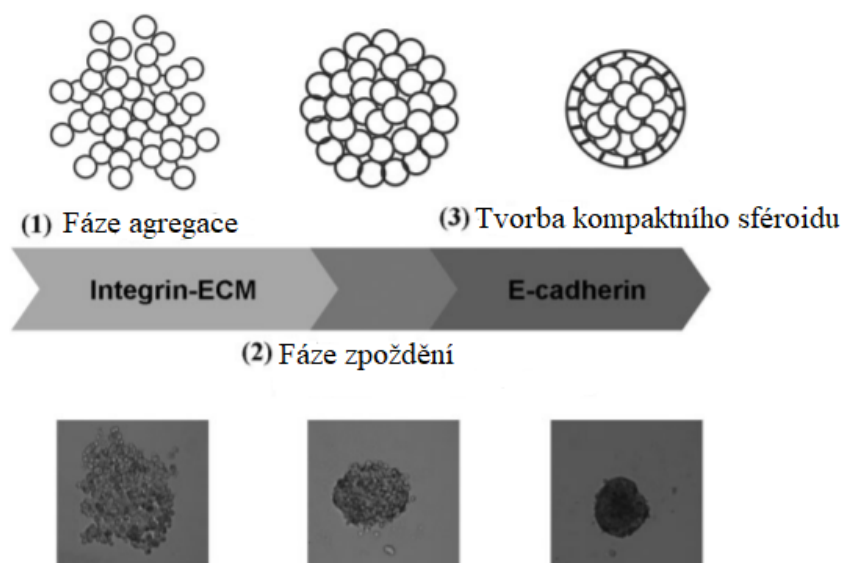 (1) Fáze agregace
(3) Tvorba kompaktního sféroidu
Integrin-ECM
E-cadherin
(2) Fáze zpoždění